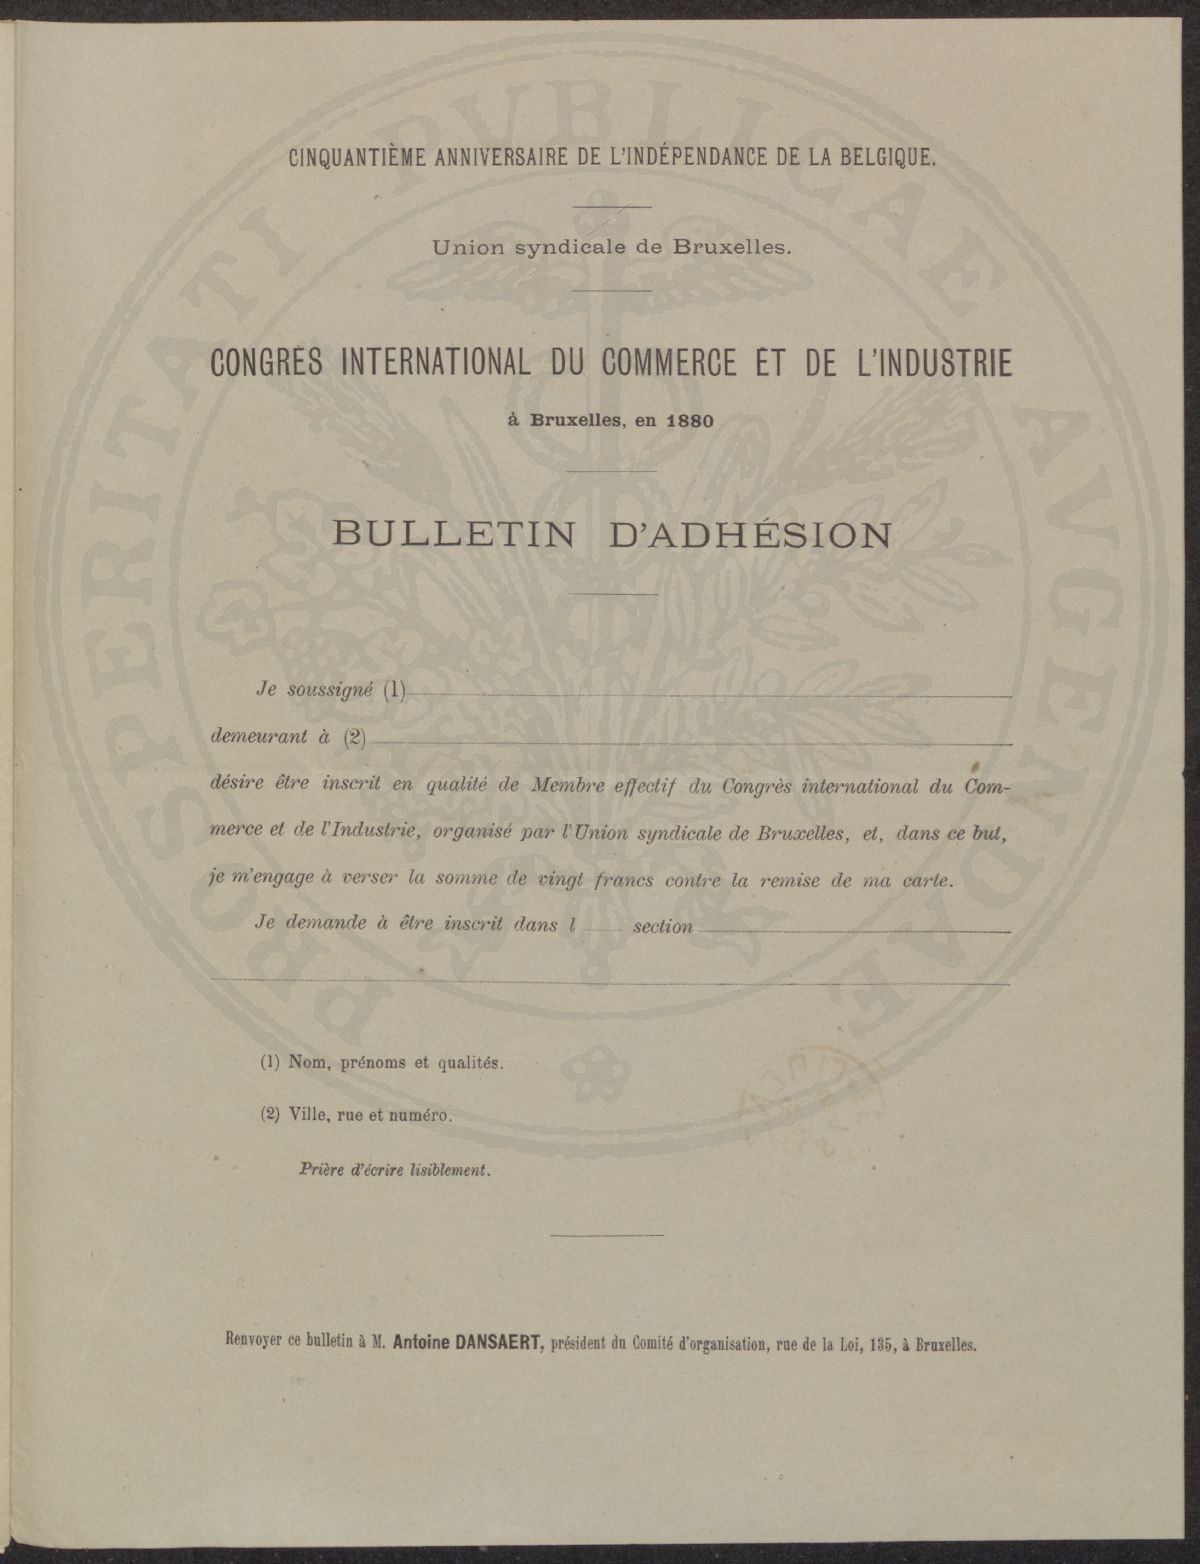 CINQUANTIÈME ANNIVERSAIRE DE L'INDÉPENDANCE DE LA BELGIQUE.
Union syndicale de Bruxelles.
CONGRÈS INTERNATIONAL DU COMMERCE ET DE L'INDUSTRIE
à Bruxelles, en 1880
BULLETIN D'ADHÉSION
Je soussigné (1)
demeurant à (2)
désire être inscrit en qualité de Membre effectif du Congrès international du Com-
merce et de l'Industrie, organisé par l'Union syndicale de Bruxelles, et, dans ce but,
je m'engage à verser la somme de vingt francs contre la remise de ma carte.
Je demande à être inscrit dans l section
(1) Nom, prénoms et qualités.
(2) Ville, rue et numéro.
Prière d'écrire lisiblement.
Renvoyer ce bulletin à M. Antoine DANSAERT, président du Comité d'organisation, rue de la Loi, 135, à Bruxelles.
PROSPERITATI PVBLICAE AVGENDAE